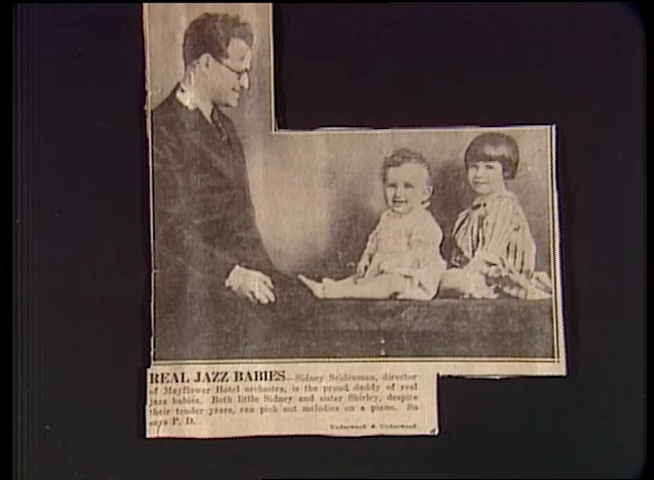 REAL JAZZ BABIES—Sidney Seidenman, director
of Mayflower Hotel orchestra, is the proud daddy of real
jazz babies. Both little Sidney and sister Shirley, despite
their tender years, can pick out melodies on a piano. So
says P. D.
Underwood & Underwood